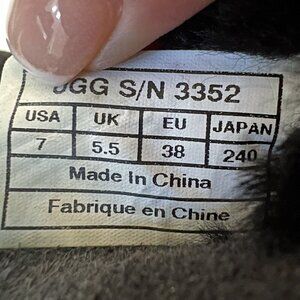 UGG S/N 3352
USA UK EU JAPAN
7 5.5 38 240
Made In China
Fabrique en Chine